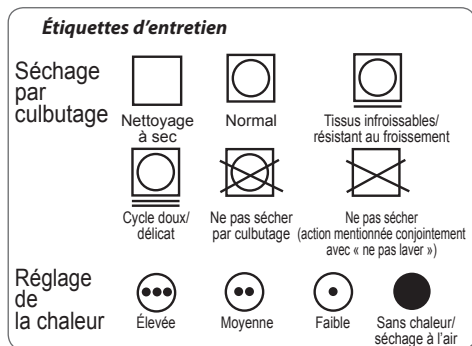 Étiquettes d'entretien
Séchage
par
culbutage
Nettoyage
à sec
Normal
Tissus infroissables/
résistant au froissement
Cycle doux/
délicat
Ne pas sécher
par culbutage
Ne pas sécher
(action mentionnée conjointement
avec « ne pas laver »)
Réglage
de
la chaleur
Élevée
Moyenne
Faible
Sans chaleur/
séchage à l'air